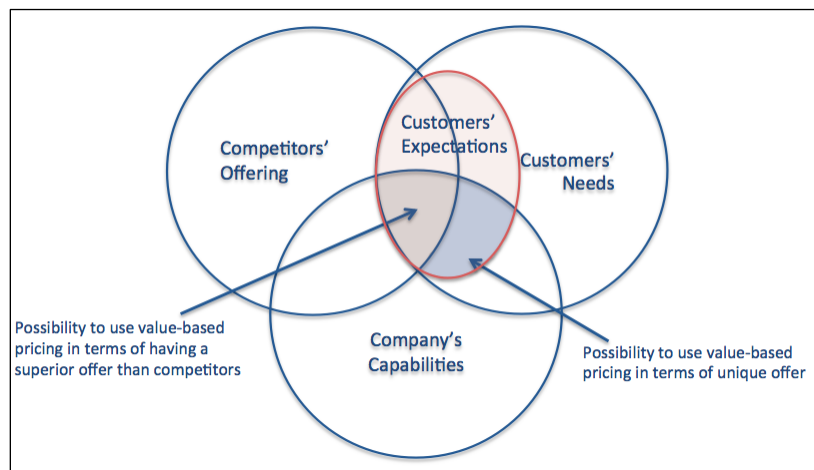 Customers'
Expectations
Competitors'
Offering
Customers'
Needs
Possibility to use value-based
pricing in terms of having a
superior offer than competitors
Company's
Capabilities
Possibility to use value-based
pricing in terms of unique offer